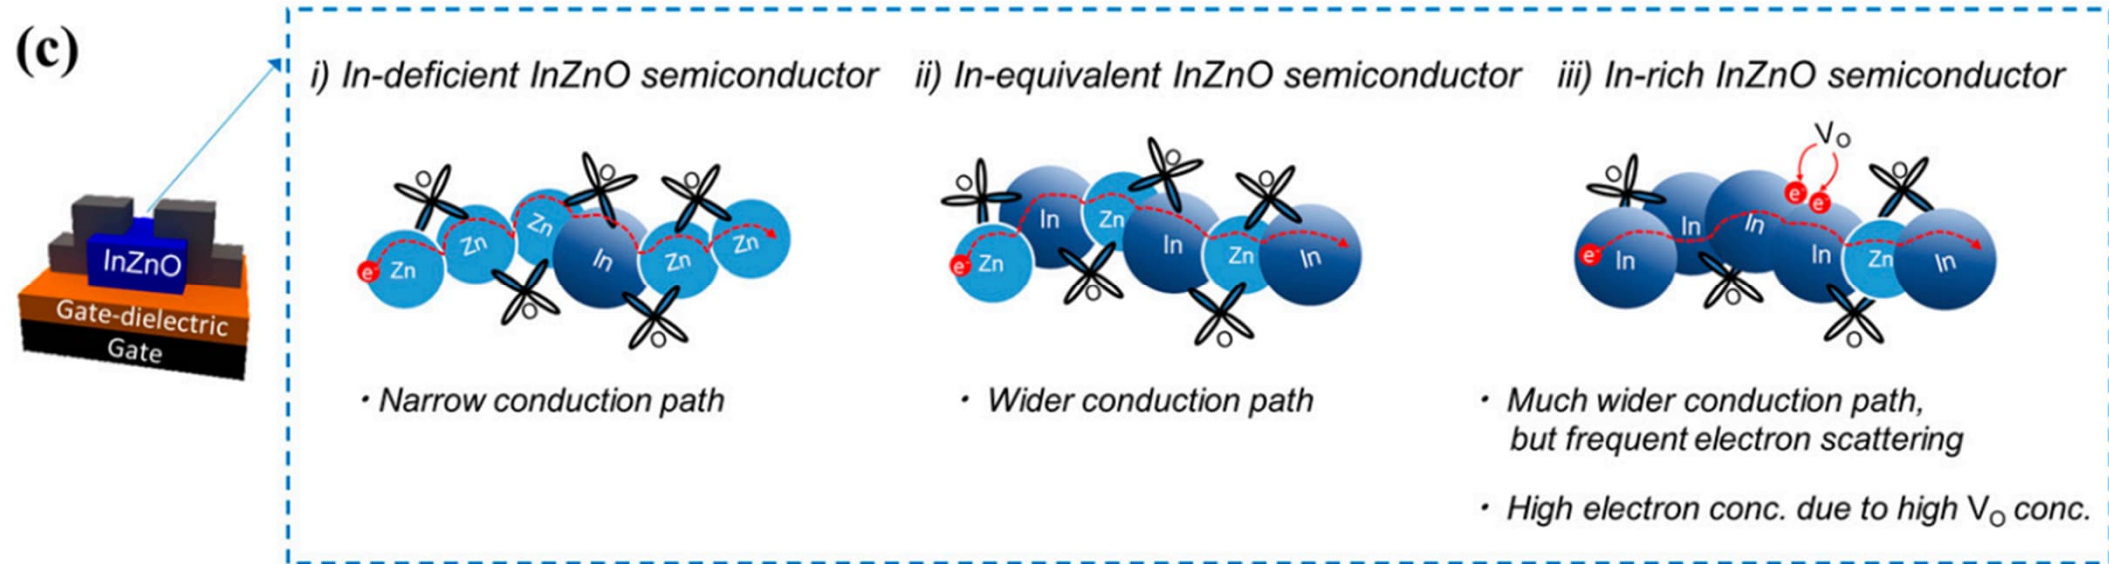 (c)
i) In-deficient InZnO semiconductor
ii) In-equivalent InZnO semiconductor
iii) In-rich InZnO semiconductor
InZnO
Gate-dielectric
Gate
O
O
O
e⁻
Zn
Zn
Zn
In
Zn
Zn
O
O
・Narrow conduction path
O
O
O
e⁻
Zn
In
Zn
In
Zn
In
O
O
・ Wider conduction path
Vo
O
O
e⁻
e⁻
e⁻
In
In
In
In
Zn
In
O
O
・ Much wider conduction path,
but frequent electron scattering
・ High electron conc. due to high Vo conc.